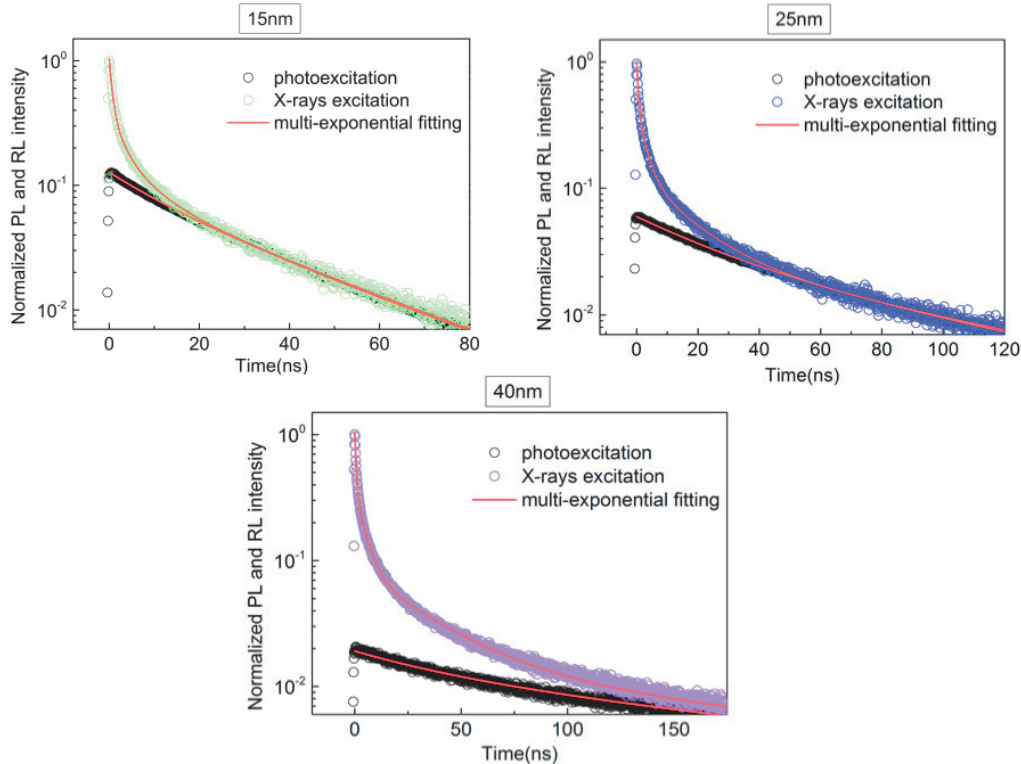 15nm
Normalized PL and RL intensity
10⁰
10⁻¹
10⁻²
photoexcitation
X-rays excitation
multi-exponential fitting
0 20 40 60 80
Time(ns)
25nm
Normalized PL and RL intensity
10⁰
10⁻¹
10⁻²
photoexcitation
X-rays excitation
multi-exponential fitting
0 20 40 60 80 100 120
Time(ns)
40nm
Normalized PL and RL intensity
10⁰
10⁻¹
10⁻²
photoexcitation
X-rays excitation
multi-exponential fitting
0 50 100 150
Time(ns)